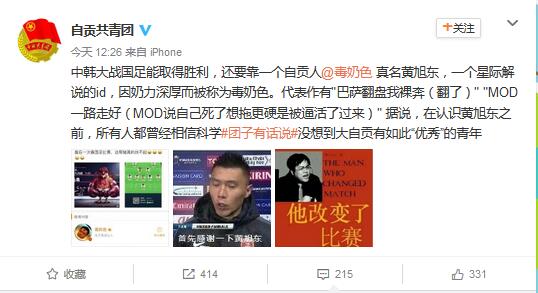 自贡共青团
+关注
今天 12:26 来自 iPhone
中韩大战国足能取得胜利，还要靠一个自贡人@毒奶色 真名黄旭东，一个星际解
说的id，因奶力深厚而被称为毒奶色。代表作有"巴萨翻盘我裸奔（翻了）" "MOD
一路走好（MOD说自己死了想拖更硬是被逼活了过来）" 据说，在认识黄旭东之
前，所有人都曾经相信科学#团子有话说#没想到大自贡有如此“优秀”的青年
首先感谢一下黄旭东
THE MAN
WHO
CHANGED
MATCH
他改变了
比赛
收藏
414
215
331